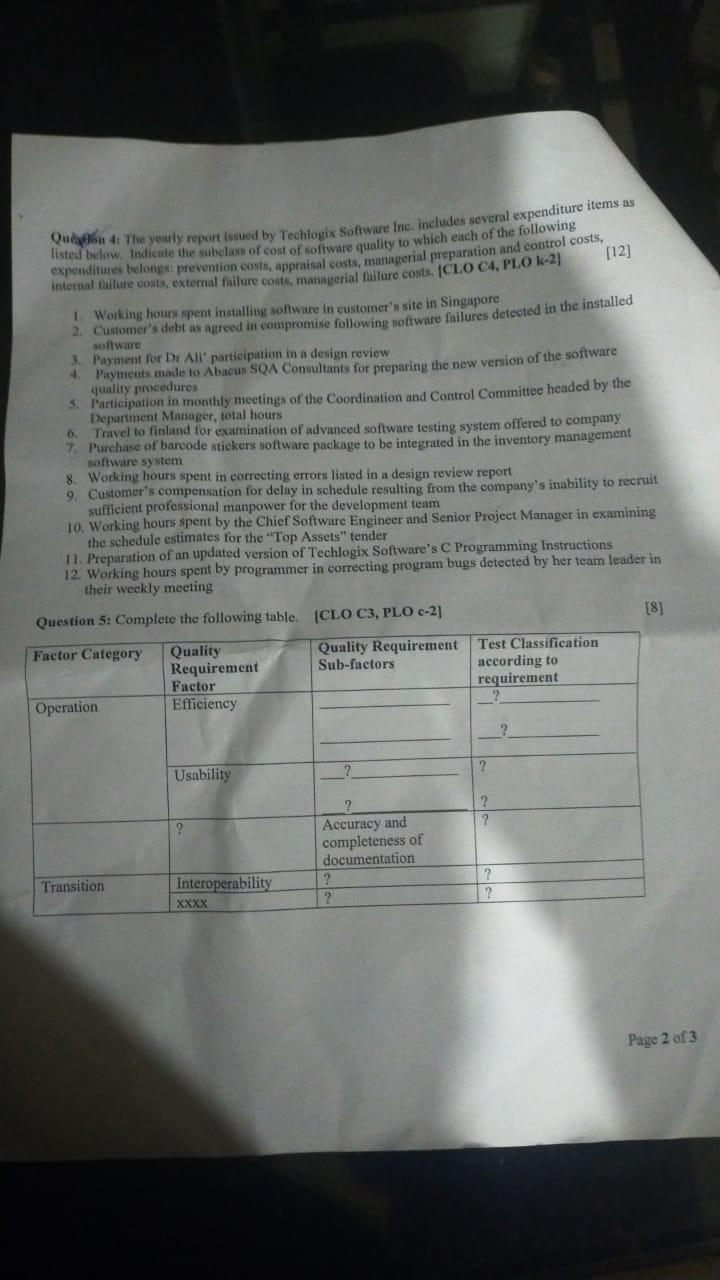 Question 4: The yearly report issued by Techlogix Software Inc. includes several expenditure items as
listed below. Indicate the subclass of cost of software quality to which each of the following
expenditures belongs: prevention costs, appraisal costs, managerial preparation and control costs,
internal failure costs, external failure costs, managerial failure costs. [CLO C4, PLO k-2] [12]
1. Working hours spent installing software in customer's site in Singapore
2. Customer's debt as agreed in compromise following software failures detected in the installed
software
3. Payment for Dr Ali' participation in a design review
4. Payments made to Abacus SQA Consultants for preparing the new version of the software
quality procedures
5. Participation in monthly meetings of the Coordination and Control Committee headed by the
Department Manager, total hours
6. Travel to finland for examination of advanced software testing system offered to company
7. Purchase of barcode stickers software package to be integrated in the inventory management
software system
8. Working hours spent in correcting errors listed in a design review report
9. Customer's compensation for delay in schedule resulting from the company's inability to recruit
sufficient professional manpower for the development team
10. Working hours spent by the Chief Software Engineer and Senior Project Manager in examining
the schedule estimates for the "Top Assets" tender
11. Preparation of an updated version of Techlogix Software's C Programming Instructions
12. Working hours spent by programmer in correcting program bugs detected by her team leader in
their weekly meeting
Question 5: Complete the following table. [CLO C3, PLO c-2] [8]
Factor Category
Quality
Requirement
Factor
Quality Requirement
Sub-factors
Test Classification
according to
requirement
Operation
Efficiency
?
?
Usability
?
?
?
?
?
Accuracy and
completeness of
documentation
?
Transition
Interoperability
?
?
xxxx
?
?
Page 2 of 3